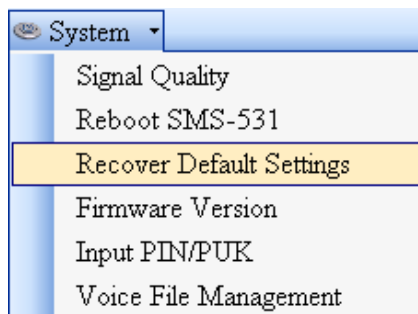 System
Signal Quality
Reboot SMS-531
Recover Default Settings
Firmware Version
Input PIN/PUK
Voice File Management